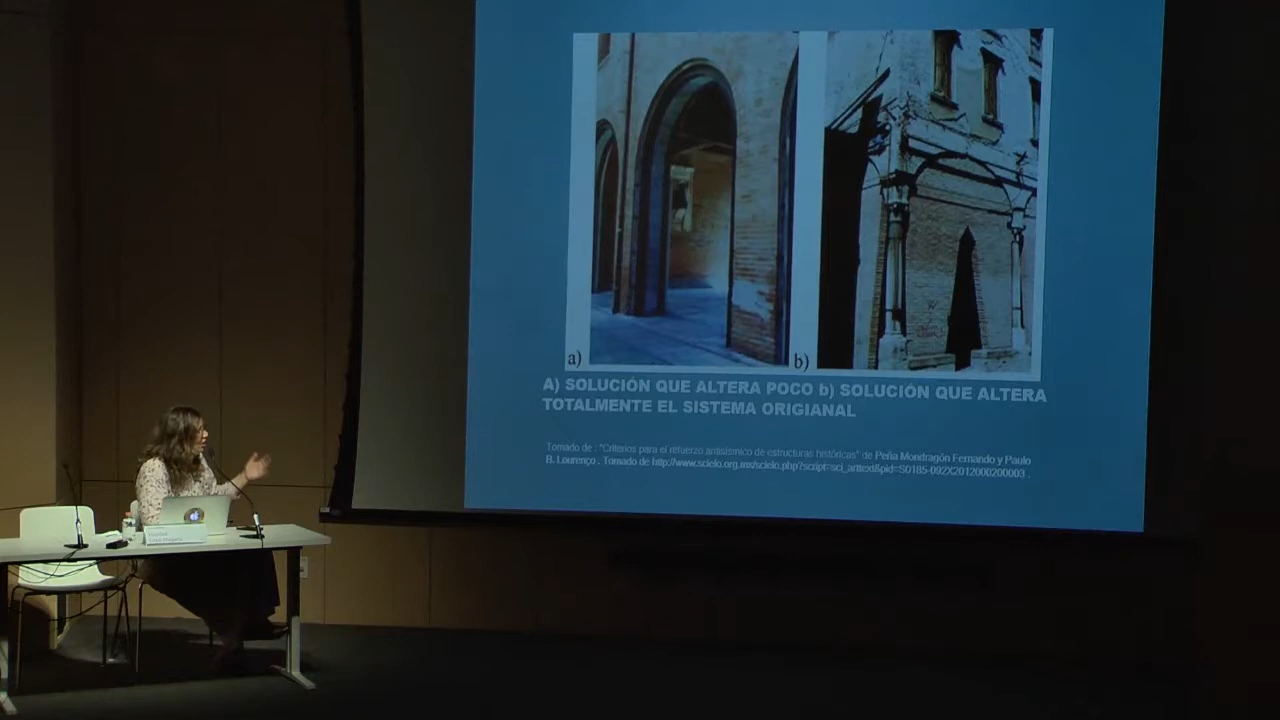 a)
b)
A) SOLUCIÓN QUE ALTERA POCO b) SOLUCIÓN QUE ALTERA
TOTALMENTE EL SISTEMA ORIGIANAL
Tomado de : "Criterios para el refuerzo antisísmico de estructuras históricas" de Peña Mondragón Fernando y Paulo
B. Lourenço . Tomado de http://www.scielo.org.mx/scielo.php?script=sci_arttext&pid=S0185-092X2012000200003 .